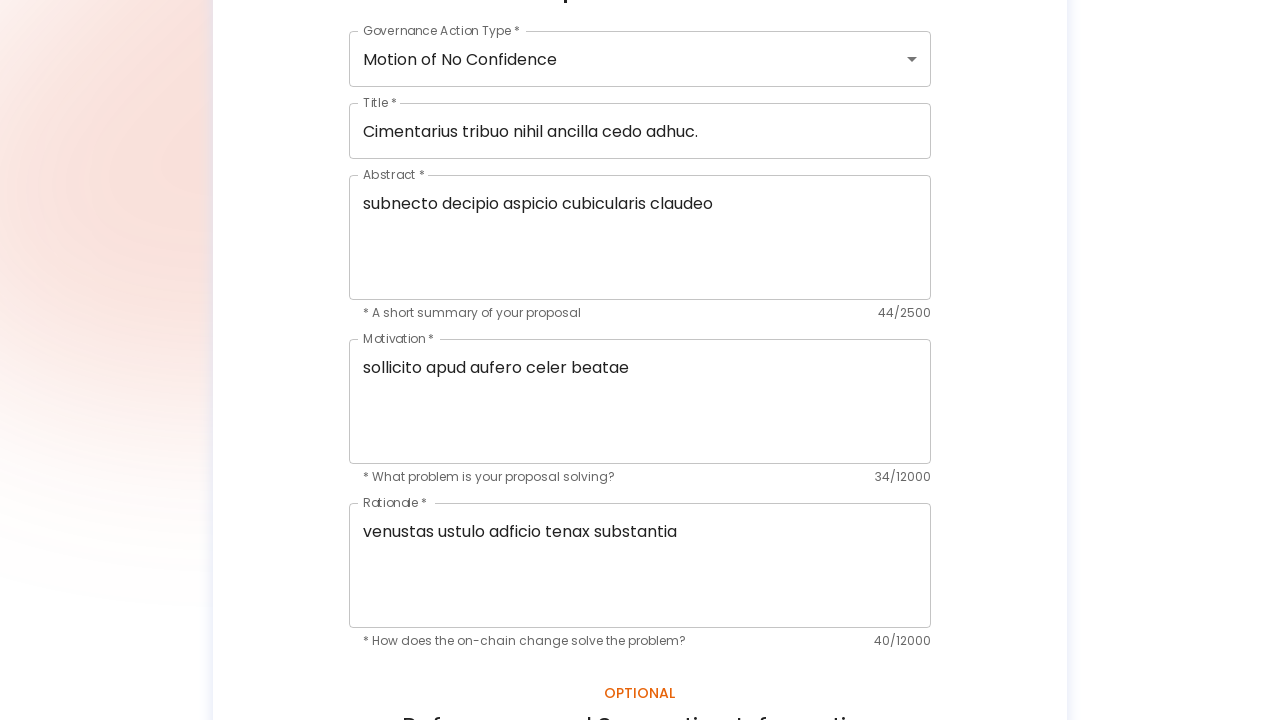 Governance Action Type *
Motion of No Confidence
Title *
Cimentarius tribuo nihil ancilla cedo adhuc.
Abstract *
subnecto decipio aspicio cubicularis claudeo
* A short summary of your proposal 44/2500
Motivation *
sollicito apud aufero celer beatae
* What problem is your proposal solving? 34/12000
Rationale *
venustas ustulo adficio tenax substantia
* How does the on-chain change solve the problem? 40/12000
OPTIONAL